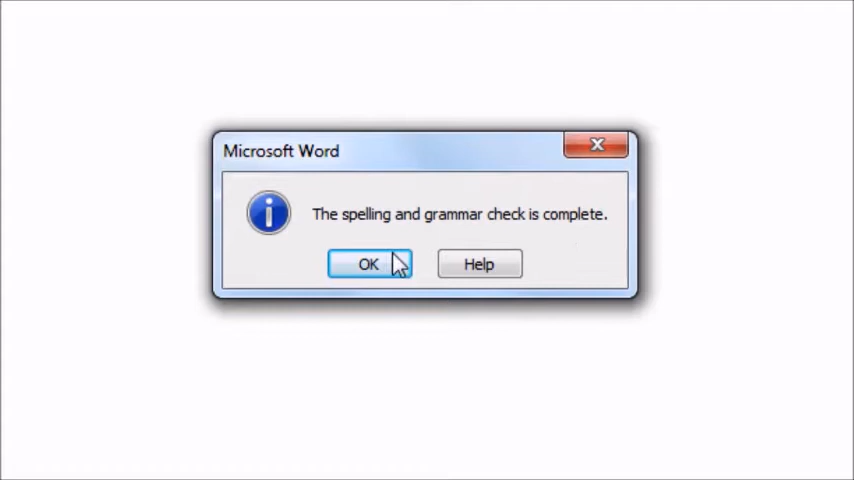 Microsoft Word
The spelling and grammar check is complete.
OK Help